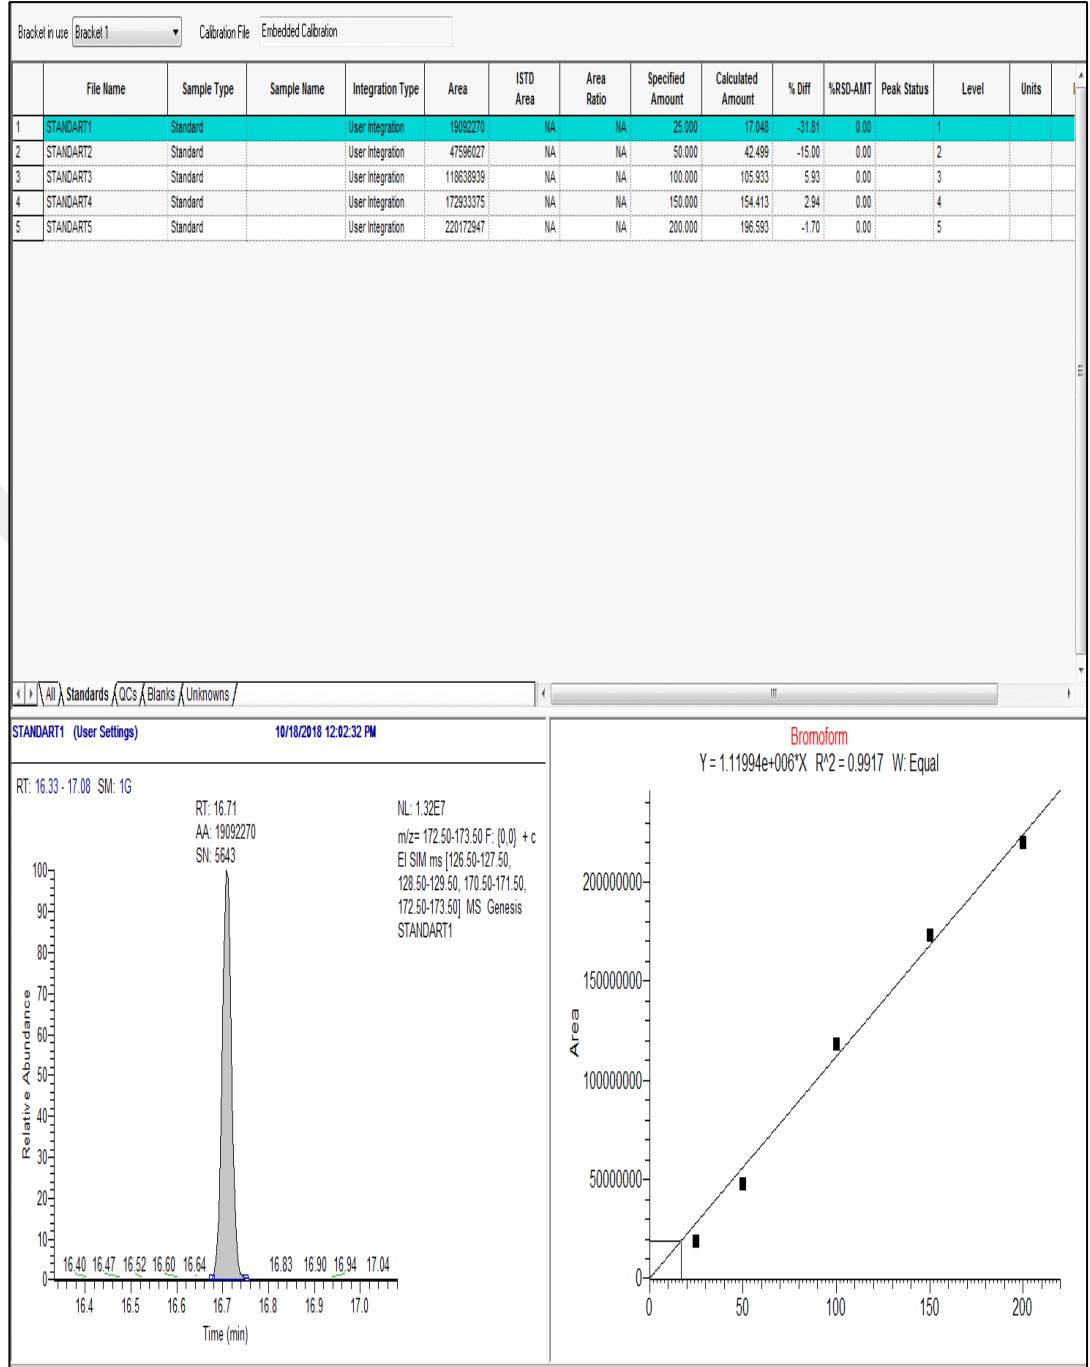 Bracket in use Bracket 1 Calibration File Embedded Calibration
File Name Sample Type Sample Name Integration Type Area ISTD Area Area Ratio Specified Amount Calculated Amount % Diff %RSD-AMT Peak Status Level Units
1 STANDART1 Standard User Integration 19092270 NA NA 25.000 17.048 -31.81 0.00 1
2 STANDART2 Standard User Integration 47596027 NA NA 50.000 42.499 -15.00 0.00 2
3 STANDART3 Standard User Integration 118638939 NA NA 100.000 105.933 5.93 0.00 3
4 STANDART4 Standard User Integration 172933375 NA NA 150.000 154.413 2.94 0.00 4
5 STANDART5 Standard User Integration 220172947 NA NA 200.000 196.593 -1.70 0.00 5
All Standards QCs Blanks Unknowns
STANDART1 (User Settings) 10/18/2018 12:02:32 PM
RT: 16.33 - 17.08 SM: 1G
RT: 16.71
AA: 19092270
SN: 5643
NL: 1.32E7
m/z= 172.50-173.50 F: {0,0} + c
EI SIM ms [126.50-127.50,
128.50-129.50, 170.50-171.50,
172.50-173.50] MS Genesis
STANDART1
100
90
80
70
60
50
40
30
20
10
0
Relative Abundance
16.40 16.47 16.52 16.60 16.64 16.83 16.90 16.94 17.04
16.4 16.5 16.6 16.7 16.8 16.9 17.0
Time (min)
Bromoform
Y = 1.11994e+006*X R^2 = 0.9917 W: Equal
200000000
150000000
100000000
50000000
0
Area
0 50 100 150 200